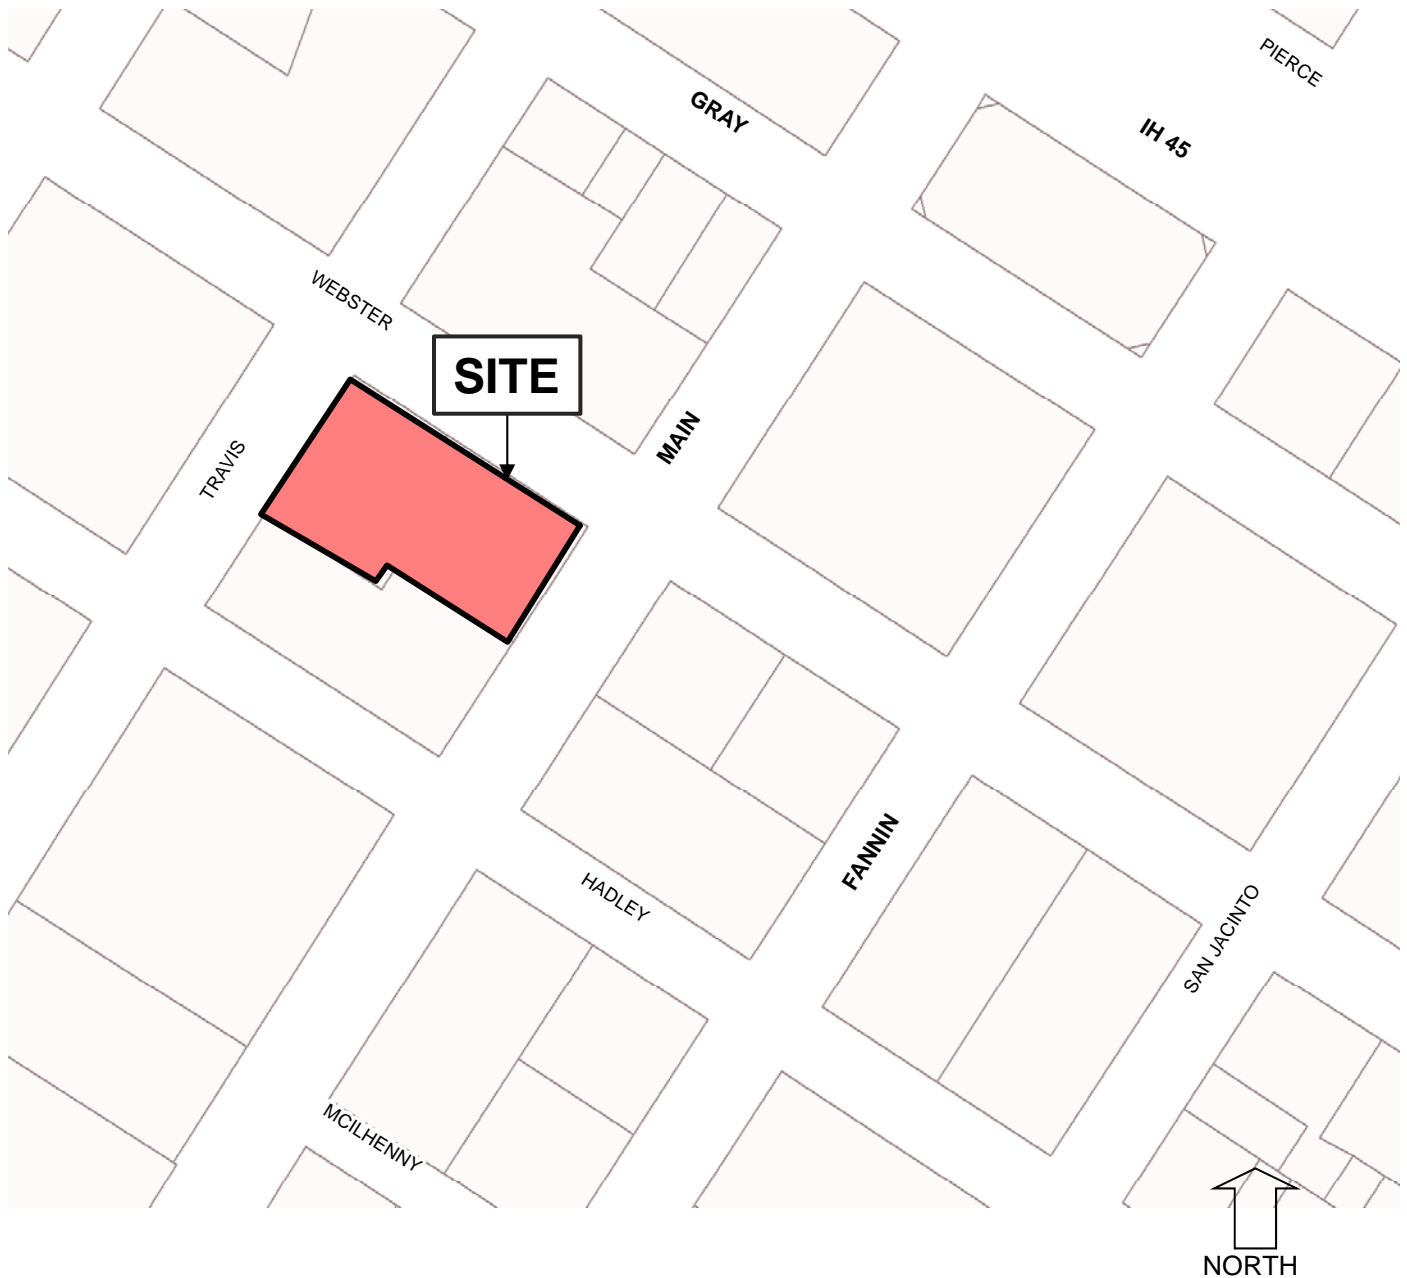 PIERCE
GRAY
IH 45
WEBSTER
SITE
MAIN
TRAVIS
FANNIN
HADLEY
SAN JACINTO
MCILHENNY
NORTH